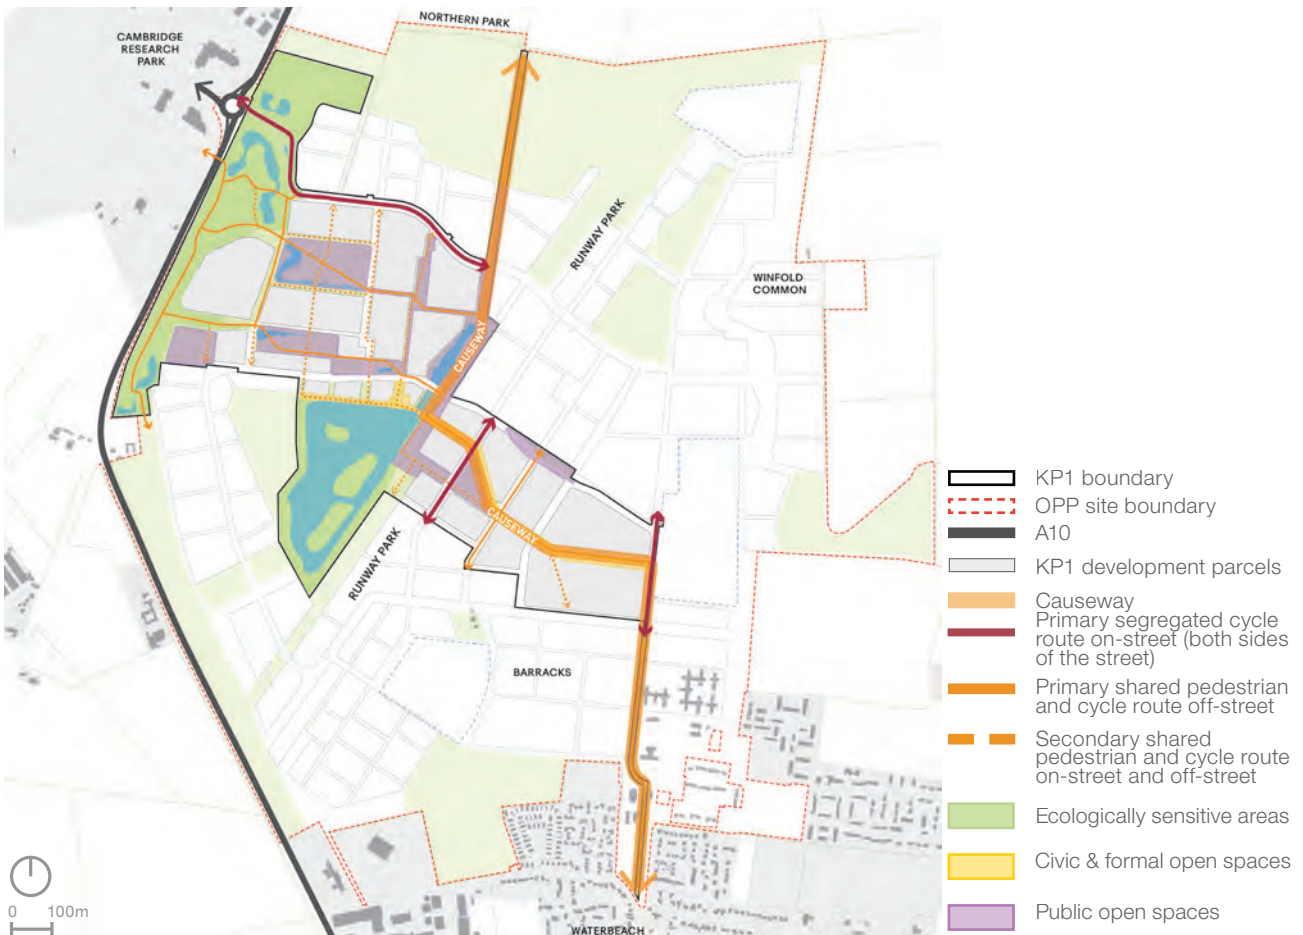 NORTHERN PARK
CAMBRIDGE
RESEARCH
PARK
RUNWAY PARK
WINFOLD
COMMON
CAUSEWAY
CAUSEWAY
RUNWAY PARK
BARRACKS
WATERBEACH
0 100m
KP1 boundary
OPP site boundary
A10
KP1 development parcels
Causeway
Primary segregated cycle
route on-street (both sides
of the street)
Primary shared pedestrian
and cycle route off-street
Secondary shared
pedestrian and cycle route
on-street and off-street
Ecologically sensitive areas
Civic & formal open spaces
Public open spaces